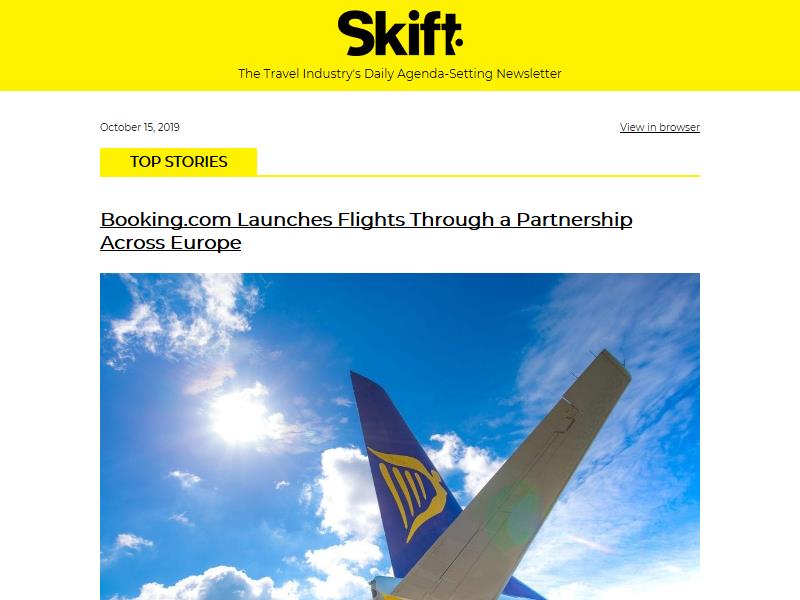 Skift
The Travel Industry's Daily Agenda-Setting Newsletter
October 15, 2019
View in browser
TOP STORIES
Booking.com Launches Flights Through a Partnership
Across Europe